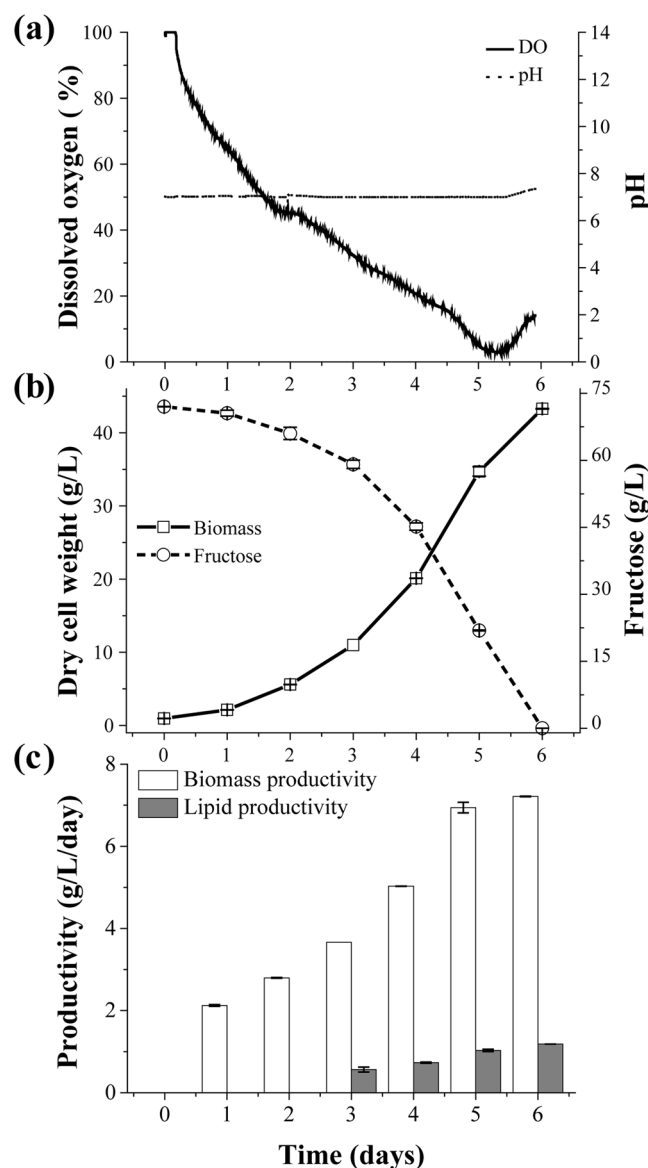 (a)
100
80
60
40
20
0
Dissolved oxygen ( %)
DO
pH
14
12
10
8
6
4
2
0
pH
0 1 2 3 4 5 6
(b)
40
30
20
10
0
Dry cell weight (g/L)
Biomass
Fructose
75
60
45
30
15
0
Fructose (g/L)
0 1 2 3 4 5 6
(c)
8
6
4
2
0
Productivity (g/L/day)
Biomass productivity
Lipid productivity
0 1 2 3 4 5 6
Time (days)